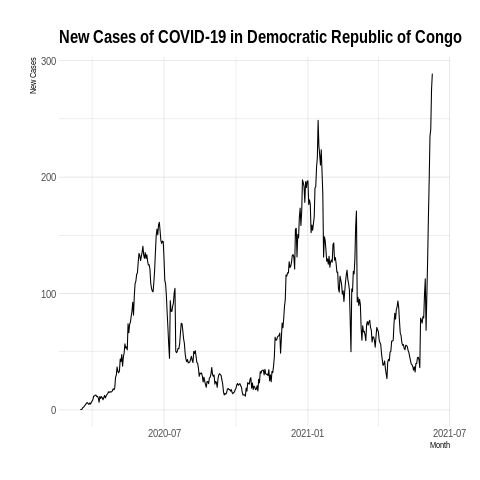 New Cases of COVID-19 in Democratic Republic of Congo
New Cases
300
200
100
0
2020-07
2021-01
2021-07
Month